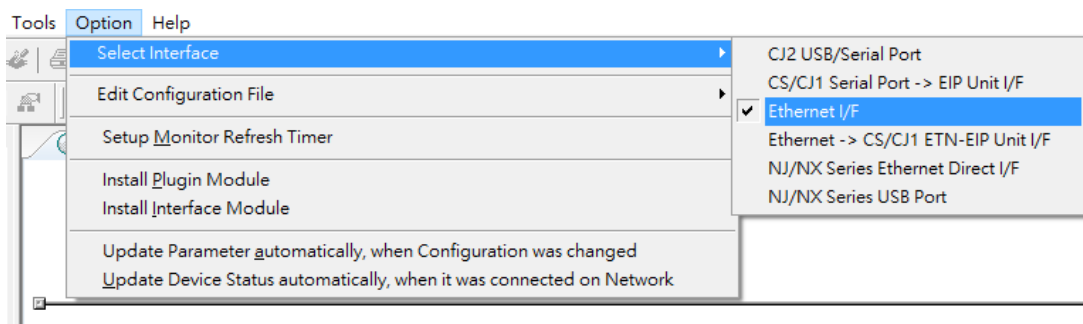 Tools Option Help
Select Interface
Edit Configuration File
Setup Monitor Refresh Timer
Install Plugin Module
Install Interface Module
Update Parameter automatically, when Configuration was changed
Update Device Status automatically, when it was connected on Network
CJ2 USB/Serial Port
CS/CJ1 Serial Port -> EIP Unit I/F
Ethernet I/F
Ethernet -> CS/CJ1 ETN-EIP Unit I/F
NJ/NX Series Ethernet Direct I/F
NJ/NX Series USB Port